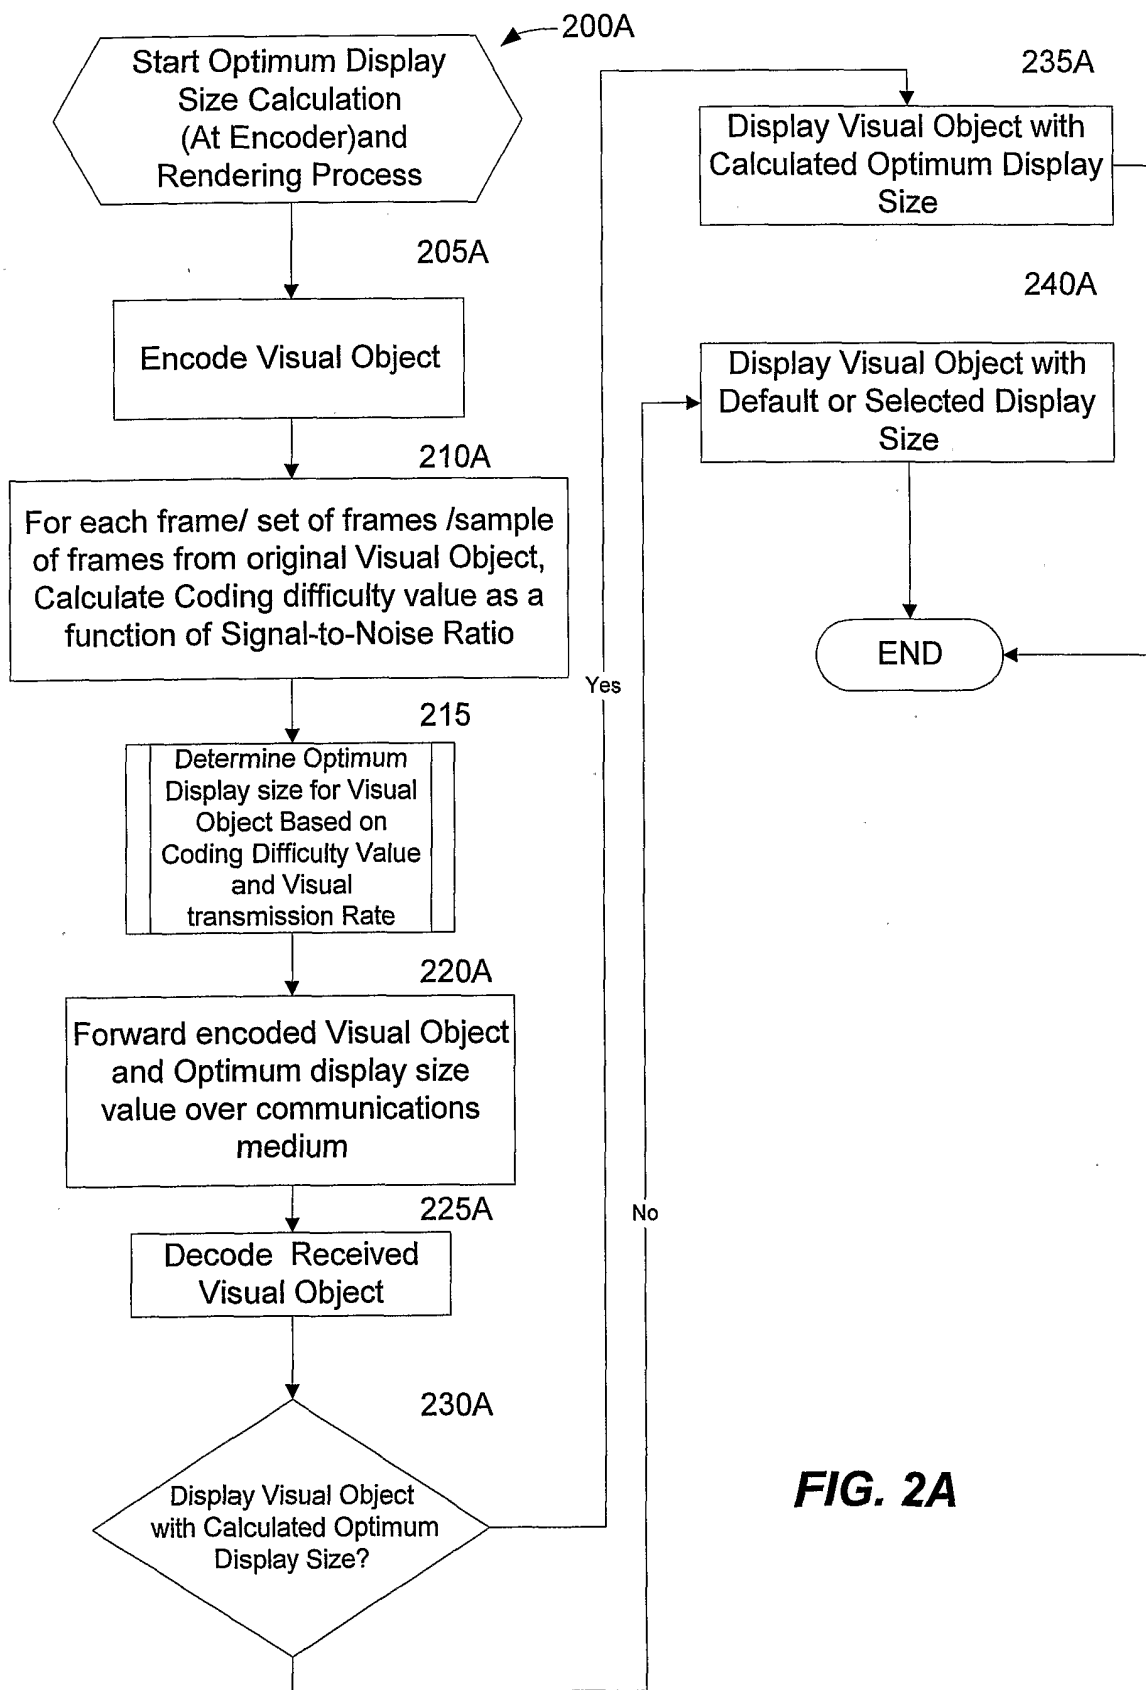 200A
Start Optimum Display
Size Calculation
(At Encoder)and
Rendering Process
205A
Encode Visual Object
210A
For each frame/ set of frames /sample
of frames from original Visual Object,
Calculate Coding difficulty value as a
function of Signal-to-Noise Ratio
215
Determine Optimum
Display size for Visual
Object Based on
Coding Difficulty Value
and Visual
transmission Rate
220A
Forward encoded Visual Object
and Optimum display size
value over communications
medium
225A
Decode Received
Visual Object
230A
Display Visual Object
with Calculated Optimum
Display Size?
Yes
No
235A
Display Visual Object with
Calculated Optimum Display
Size
240A
Display Visual Object with
Default or Selected Display
Size
END
FIG. 2A